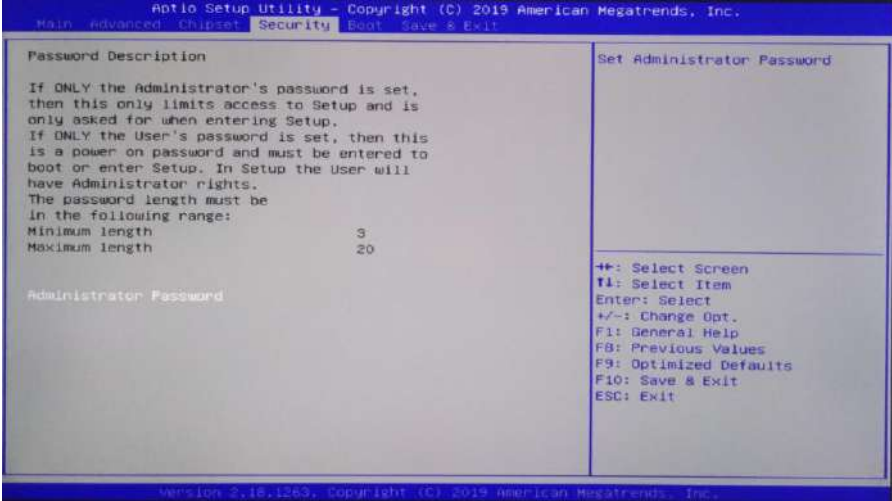 Aptio Setup Utility – Copyright (C) 2019 American Megatrends, Inc.
Main Advanced Chipset Security Boot Save & Exit
Password Description
If ONLY the Administrator's password is set,
then this only limits access to Setup and is
only asked for when entering Setup.
If ONLY the User's password is set, then this
is a power on password and must be entered to
boot or enter Setup. In Setup the User will
have Administrator rights.
The password length must be
in the following range:
Minimum length 3
Maximum length 20
Administrator Password
Set Administrator Password
→←: Select Screen
↑↓: Select Item
Enter: Select
+/-: Change Opt.
F1: General Help
F8: Previous Values
F9: Optimized Defaults
F10: Save & Exit
ESC: Exit
Version 2.18.1263. Copyright (C) 2019 American Megatrends, Inc.